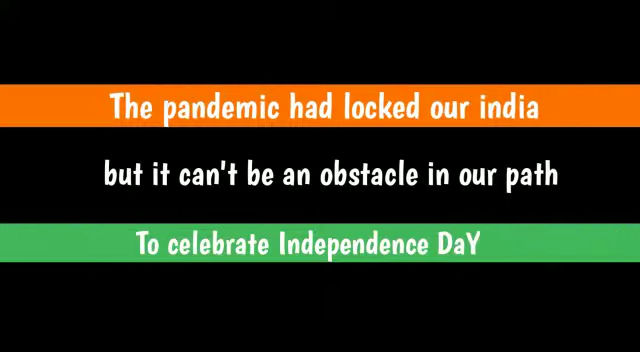 The pandemic had locked our india
but it can't be an obstacle in our path
To celebrate Independence DaY